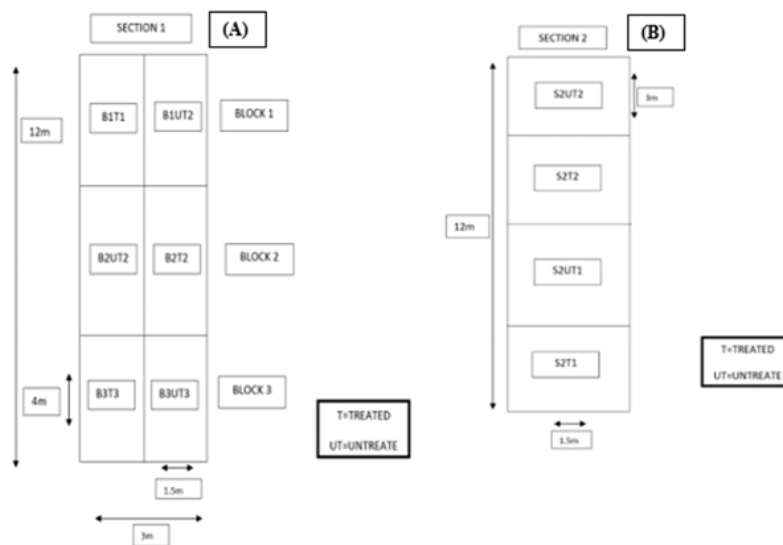 SECTION 1
(A)
12m
B1T1
B1UT2
BLOCK 1
B2UT2
B2T2
BLOCK 2
4m
B3T3
B3UT3
BLOCK 3
T=TREATED
UT=UNTREATE
1.5m
3m
SECTION 2
(B)
S2UT2
3m
S2T2
12m
S2UT1
S2T1
T=TREATED
UT=UNTREATE
1.5m